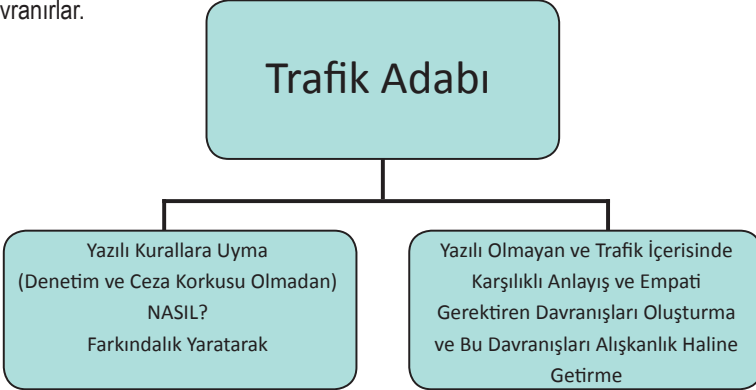 vranırlar.
Trafik Adabı
Yazılı Kurallara Uyma
(Denetim ve Ceza Korkusu Olmadan)
NASIL?
Farkındalık Yaratarak
Yazılı Olmayan ve Trafik İçerisinde
Karşılıklı Anlayış ve Empati
Gerektiren Davranışları Oluşturma
ve Bu Davranışları Alışkanlık Haline
Getirme